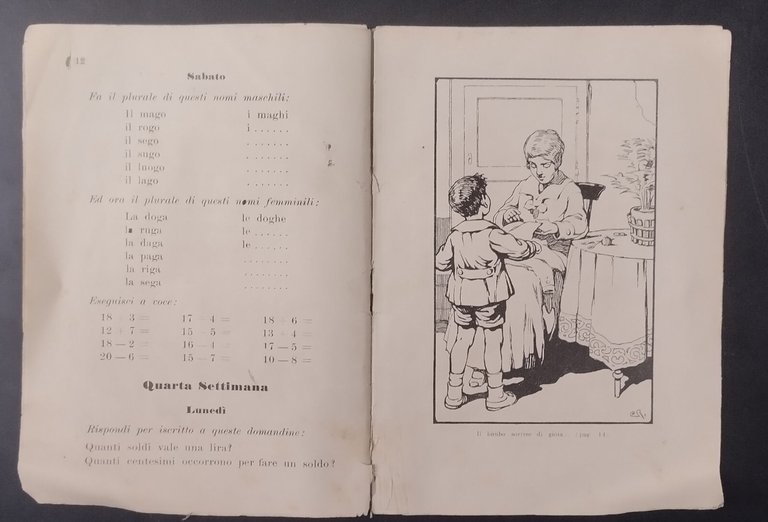 12
Sabato
Fa il plurale di questi nomi maschili:
Il mago i maghi
il rogo i ......
il sego .......
il sugo .......
il luogo .......
il lago .......
Ed ora il plurale di questi nomi femminili:
La doga le doghe
la ruga le ......
la daga le ......
la paga ........
la riga ........
la sega ........
Eseguisci a voce:
18 + 3 = 17 + 4 = 18 + 6 =
12 + 7 = 15 + 5 = 13 + 4 =
18 — 2 = 16 — 4 = 17 — 5 =
20 — 6 = 15 — 7 = 10 — 8 =
Quarta Settimana
Lunedì
Rispondi per iscritto a queste domandine:
Quanti soldi vale una lira?
Quanti centesimi occorrono per fare un soldo?
Il bimbo sorrise di gioia. (pag. 14.